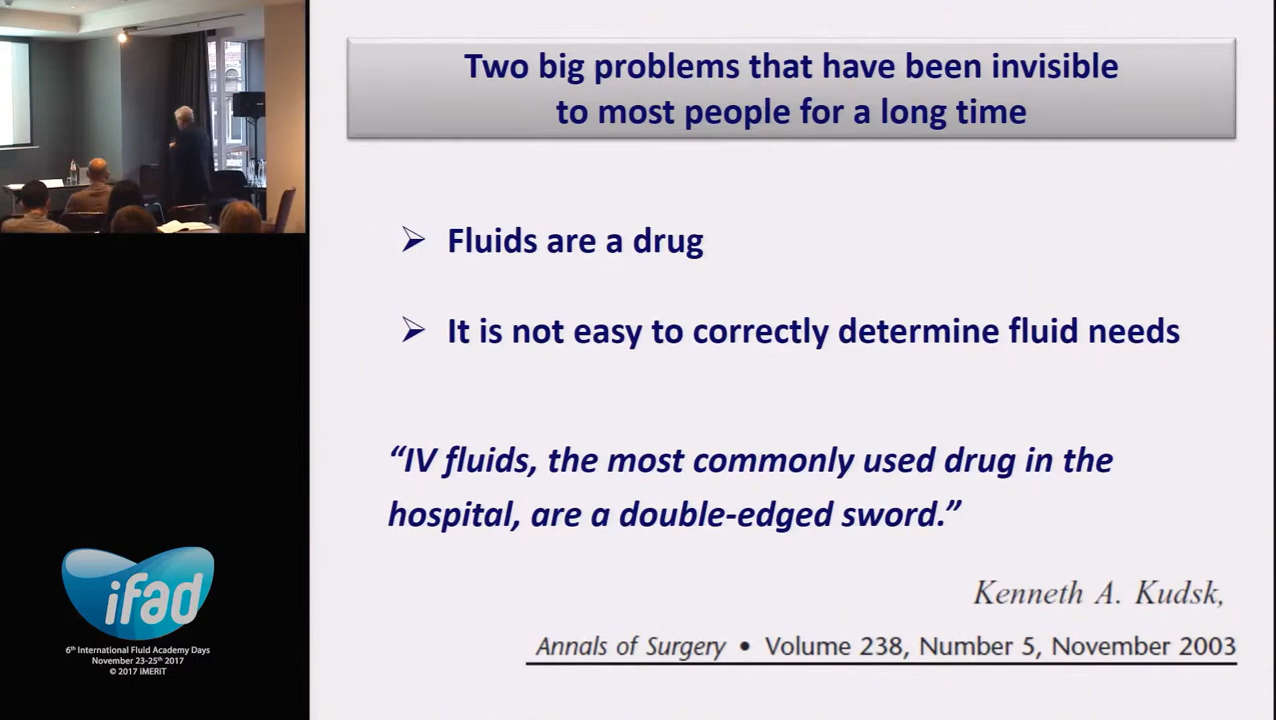 Two big problems that have been invisible
to most people for a long time
Fluids are a drug
It is not easy to correctly determine fluid needs
“IV fluids, the most commonly used drug in the
hospital, are a double-edged sword.”
Kenneth A. Kudsk,
Annals of Surgery • Volume 238, Number 5, November 2003
ifad
6th International Fluid Academy Days
November 23-25th 2017
© 2017 iMERiT